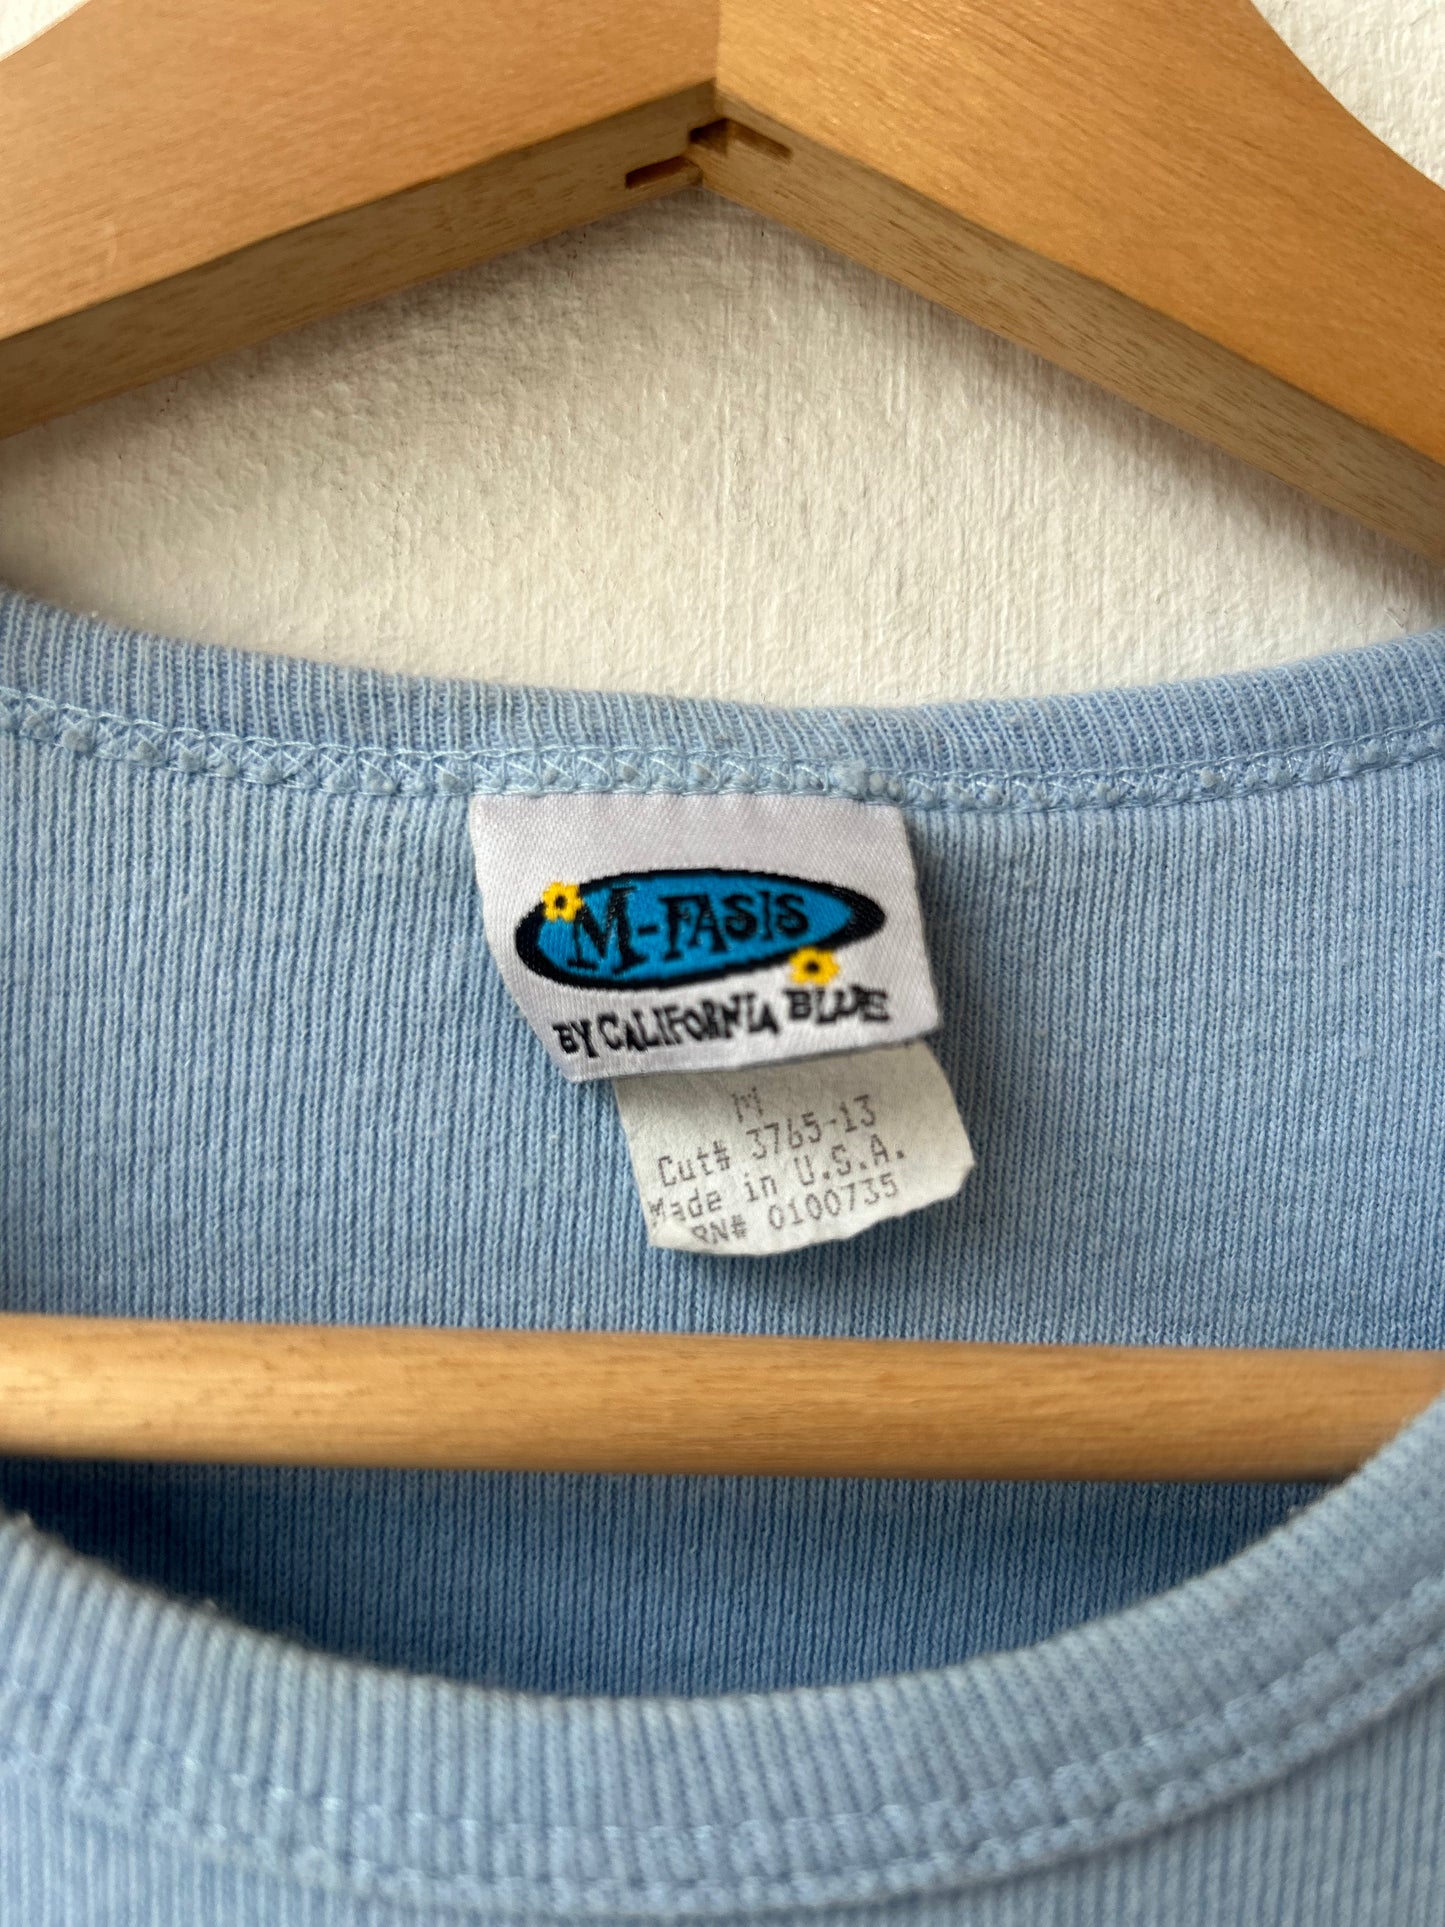 M-FASIS
BY CALIFORNIA BLUE
M
Cut# 3765-13
Made in U.S.A.
RN# 0100735